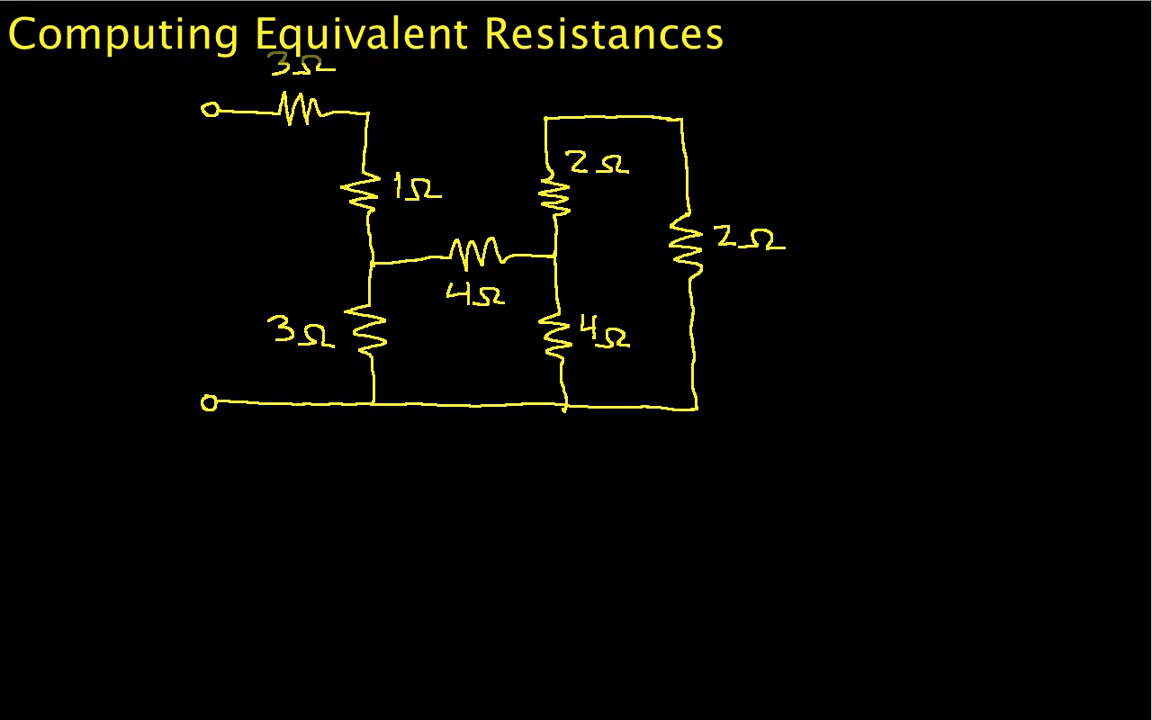 Computing Equivalent Resistances
3Ω
1Ω
2Ω
2Ω
4Ω
3Ω
4Ω